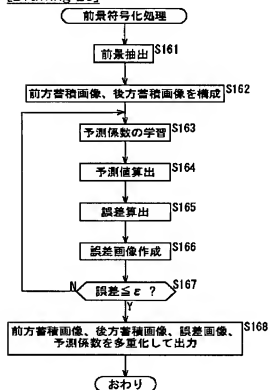 前景符号化処理
前景抽出 S161
前方蓄積画像、後方蓄積画像を構成 S162
予測係数の学習 S163
予測値算出 S164
誤差算出 S165
誤差画像作成 S166
N 誤差≦ε ? S167
Y
前方蓄積画像、後方蓄積画像、誤差画像、 S168
予測係数を多重化して出力
おわり